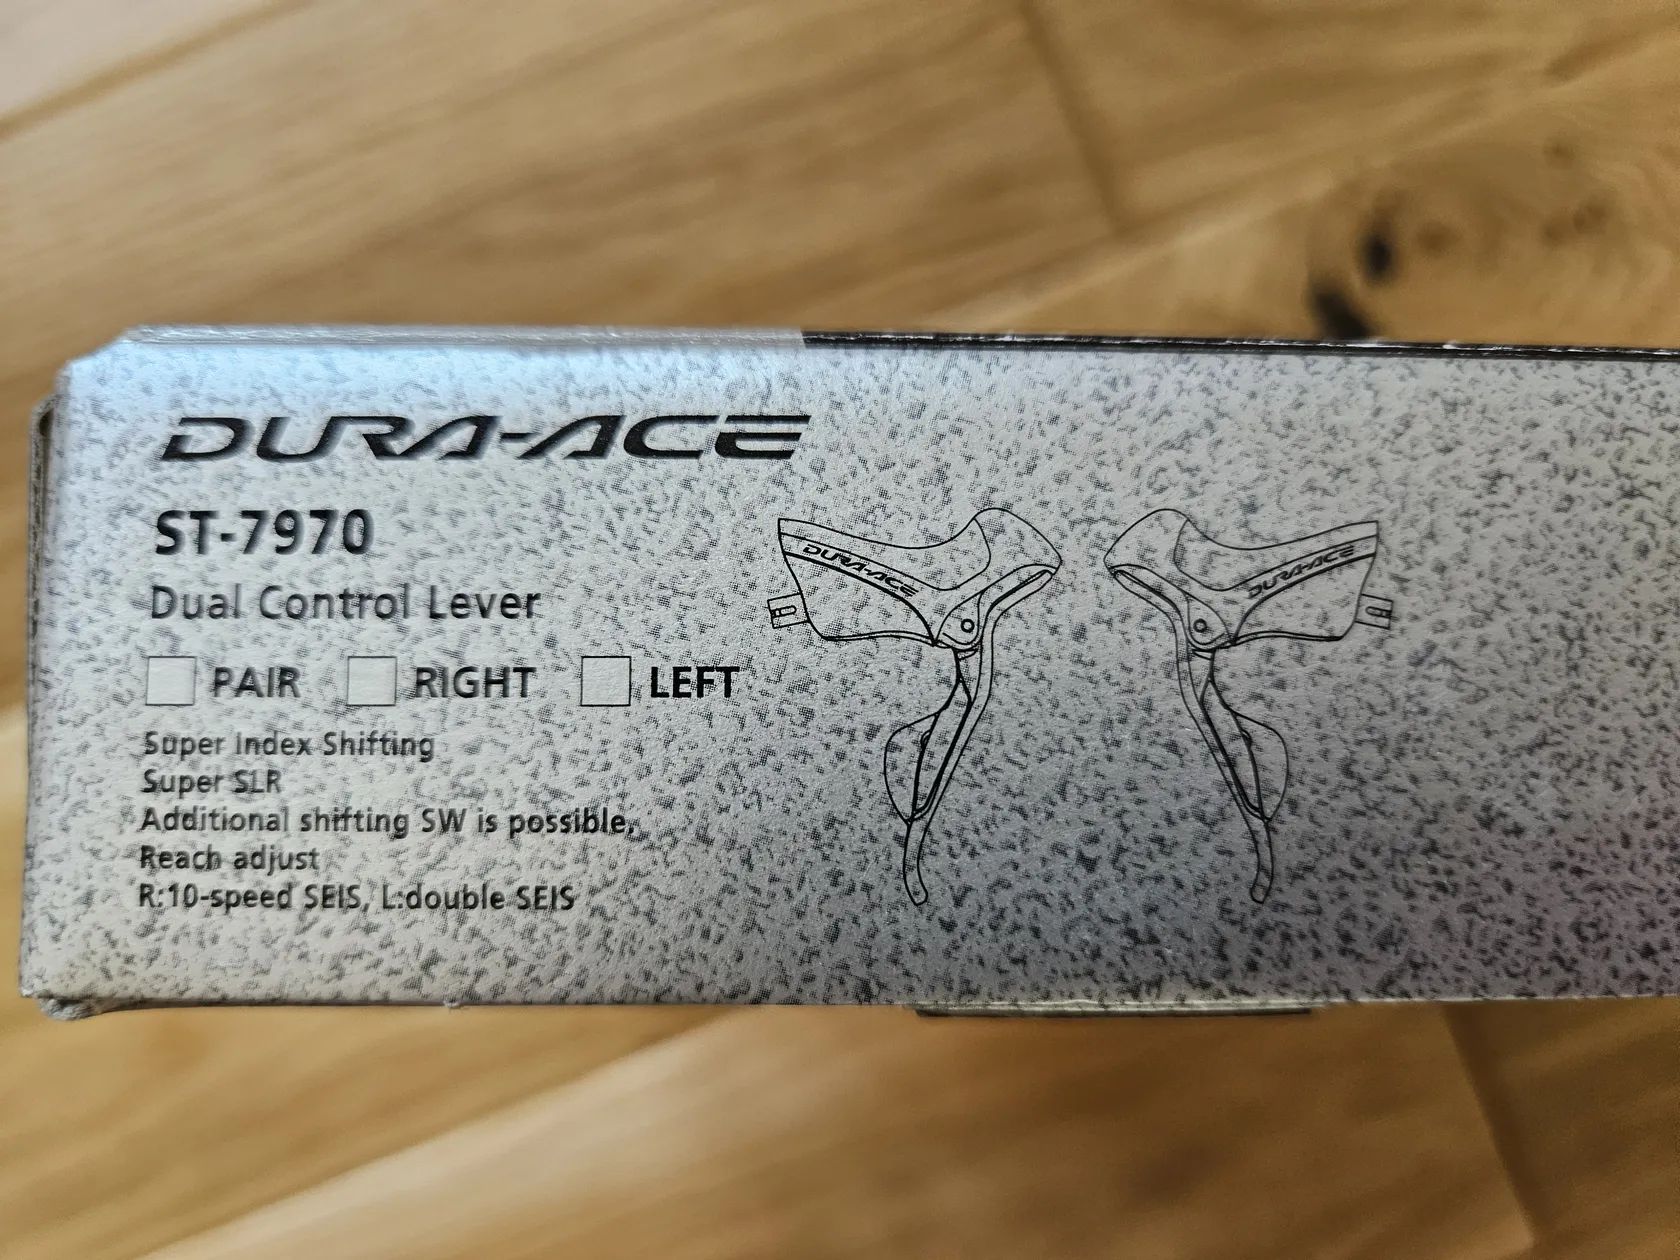 DURA-ACE
ST-7970
Dual Control Lever
PAIR RIGHT LEFT
Super Index Shifting
Super SLR
Additional shifting SW is possible,
Reach adjust
R:10-speed SEIS, L:double SEIS
DURA-ACE
DURA-ACE